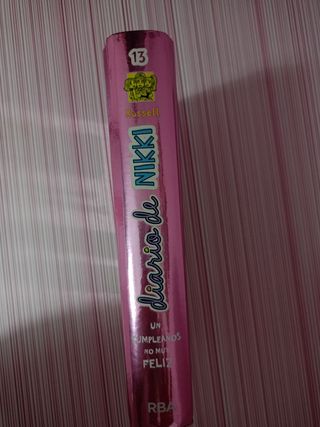 13
Russell
diario de NIKKI
UN
CUMPLEAÑOS
NO MUY
FELIZ
RBA